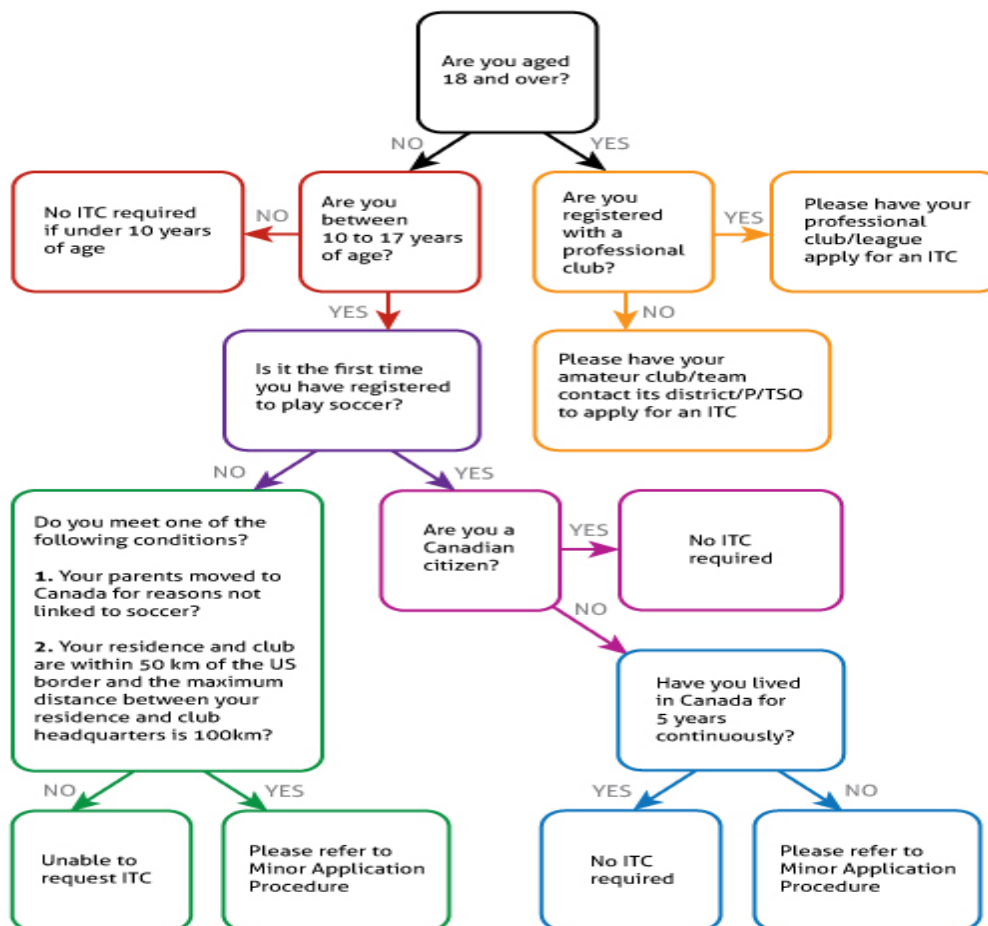 Are you aged
18 and over?
NO
YES
No ITC required
if under 10 years
of age
NO
Are you
between
10 to 17 years
of age?
Are you
registered
with a
professional
club?
YES
Please have your
professional
club/league
apply for an ITC
YES
NO
Is it the first time
you have registered
to play soccer?
Please have your
amateur club/team
contact its district/P/TSO
to apply for an ITC
NO
YES
Do you meet one of the
following conditions?
1. Your parents moved to
Canada for reasons not
linked to soccer?
2. Your residence and club
are within 50 km of the US
border and the maximum
distance between your
residence and club
headquarters is 100km?
Are you a
Canadian
citizen?
YES
No ITC
required
NO
Have you lived
in Canada for
5 years
continuously?
NO
YES
YES
NO
Unable to
request ITC
Please refer to
Minor Application
Procedure
No ITC
required
Please refer to
Minor Application
Procedure